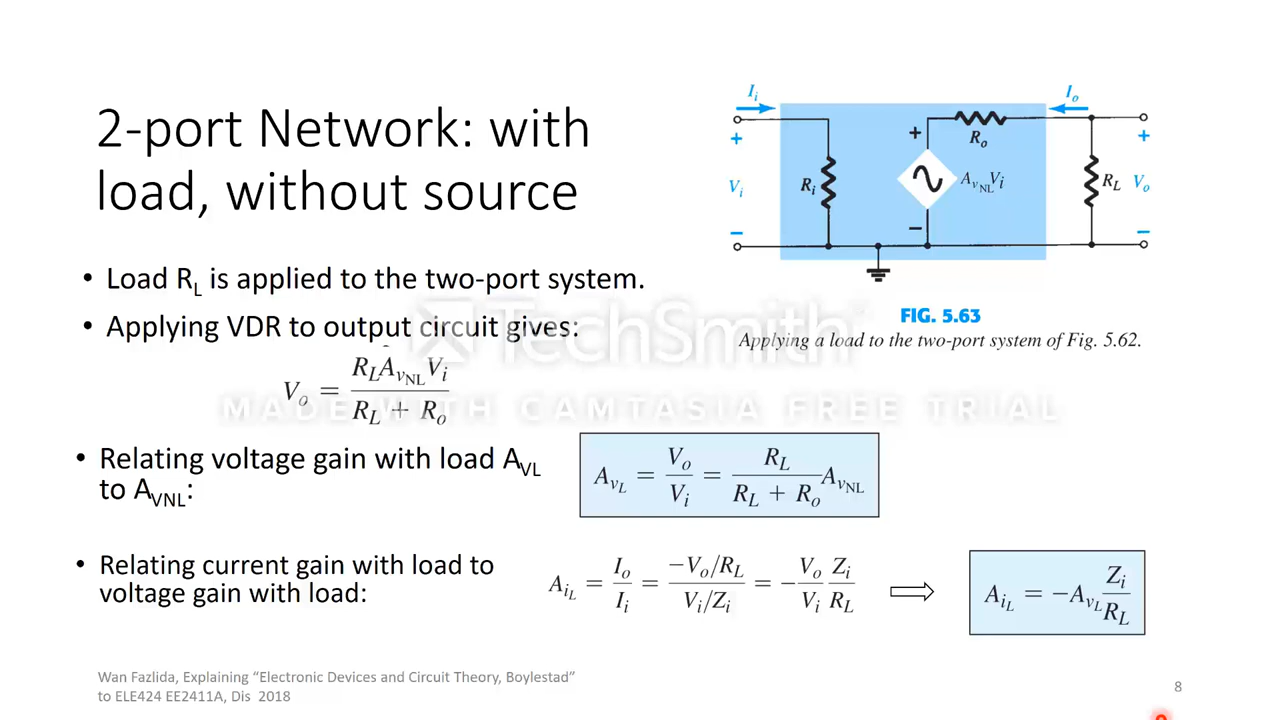 2-port Network: with
load, without source
• Load R_L is applied to the two-port system.
• Applying VDR to output circuit gives:
V_o = R_L A_vNL V_i / (R_L + R_o)
• Relating voltage gain with load A_VL
to A_VNL:
A_vL = V_o / V_i = R_L / (R_L + R_o) A_vNL
• Relating current gain with load to
voltage gain with load:
A_iL = I_o / I_i = (-V_o/R_L) / (V_i/Z_i) = - (V_o / V_i) (Z_i / R_L)
A_iL = -A_vL Z_i / R_L
I_i
I_o
+
V_i
−
R_i
+
−
R_o
A_vNL V_i
R_L
+
V_o
−
FIG. 5.63
Applying a load to the two-port system of Fig. 5.62.
TechSmith
MADE WITH CAMTASIA FREE TRIAL
Wan Fazlida, Explaining “Electronic Devices and Circuit Theory, Boylestad”
to ELE424 EE2411A, Dis 2018
8